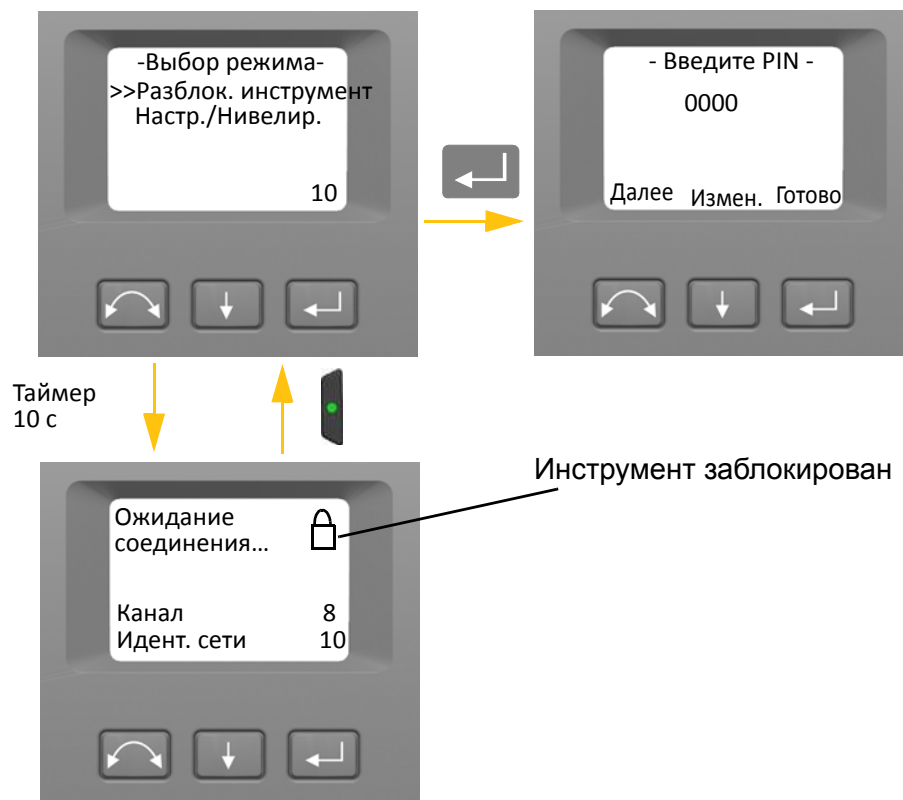 -Выбор режима-
>>Разблок. инструмент
Настр./Нивелир.
10
- Введите PIN -
0000
Далее Измен. Готово
Таймер
10 с
Инструмент заблокирован
Ожидание
соединения...
Канал 8
Идент. сети 10